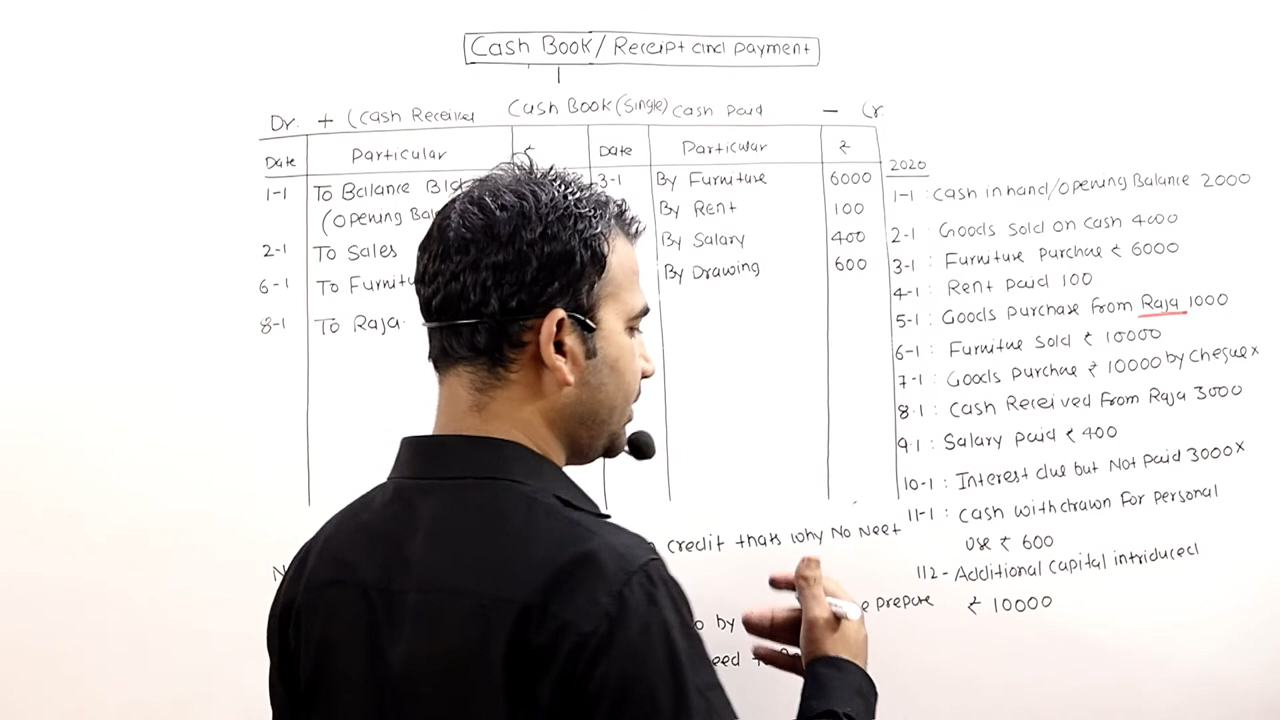 Cash Book / Receipt and payment
Dr. + (Cash Received Cash Book (Single) Cash Paid - Cr.
Date Particular ₹ Date Particular ₹
1-1 To Balance B/d 3-1 By Furniture 6000
(Opening By Rent 100
2-1 To Sales By Salary 400
6-1 To By Drawing 600
8-1 To Raja
2020
1-1 : Cash in hand/Opening Balance 2000
2-1 : Goods Sold on Cash 4000
3-1 : Furniture Purchase ₹ 6000
4-1 : Rent Paid 100
5-1 : Goods Purchase From Raja 1000
6-1 : Furniture Sold ₹ 10000
7-1 : Goods Purchase ₹ 10000 by Cheque x
8-1 : Cash Received From Raja 3000
9-1 : Salary Paid ₹ 400
10-1 : Interest due but Not Paid 3000 x
11-1 : Cash withdrawn For Personal
use ₹ 600
112 - Additional Capital intriduced
₹ 10000
credit thats why No Neet
by prepare